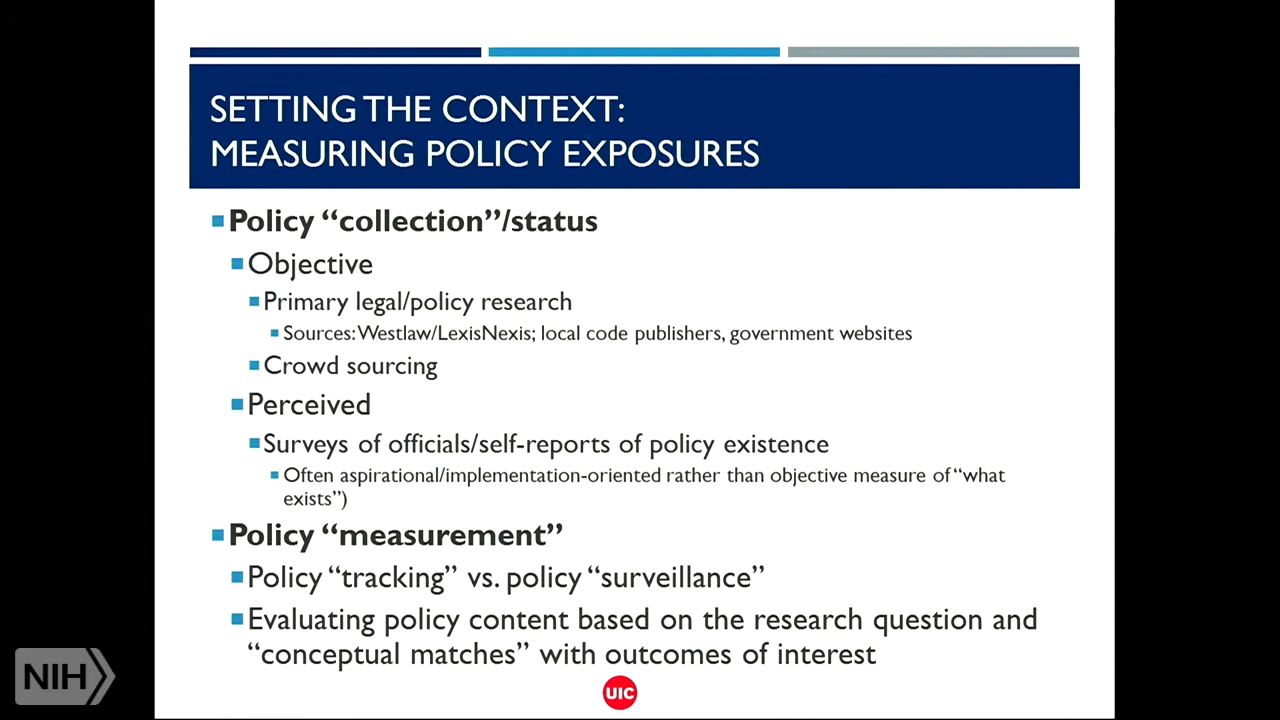 SETTING THE CONTEXT:
MEASURING POLICY EXPOSURES
Policy “collection”/status
Objective
Primary legal/policy research
Sources: Westlaw/LexisNexis; local code publishers, government websites
Crowd sourcing
Perceived
Surveys of officials/self-reports of policy existence
Often aspirational/implementation-oriented rather than objective measure of “what
exists”)
Policy “measurement”
Policy “tracking” vs. policy “surveillance”
Evaluating policy content based on the research question and
“conceptual matches” with outcomes of interest
NIH
UIC